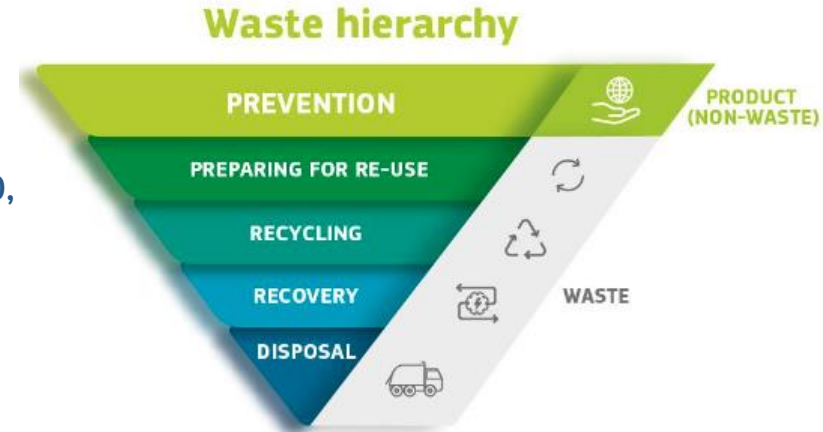 Waste hierarchy
PREVENTION
PRODUCT
(NON-WASTE)
PREPARING FOR RE-USE
),
RECYCLING
RECOVERY
WASTE
DISPOSAL